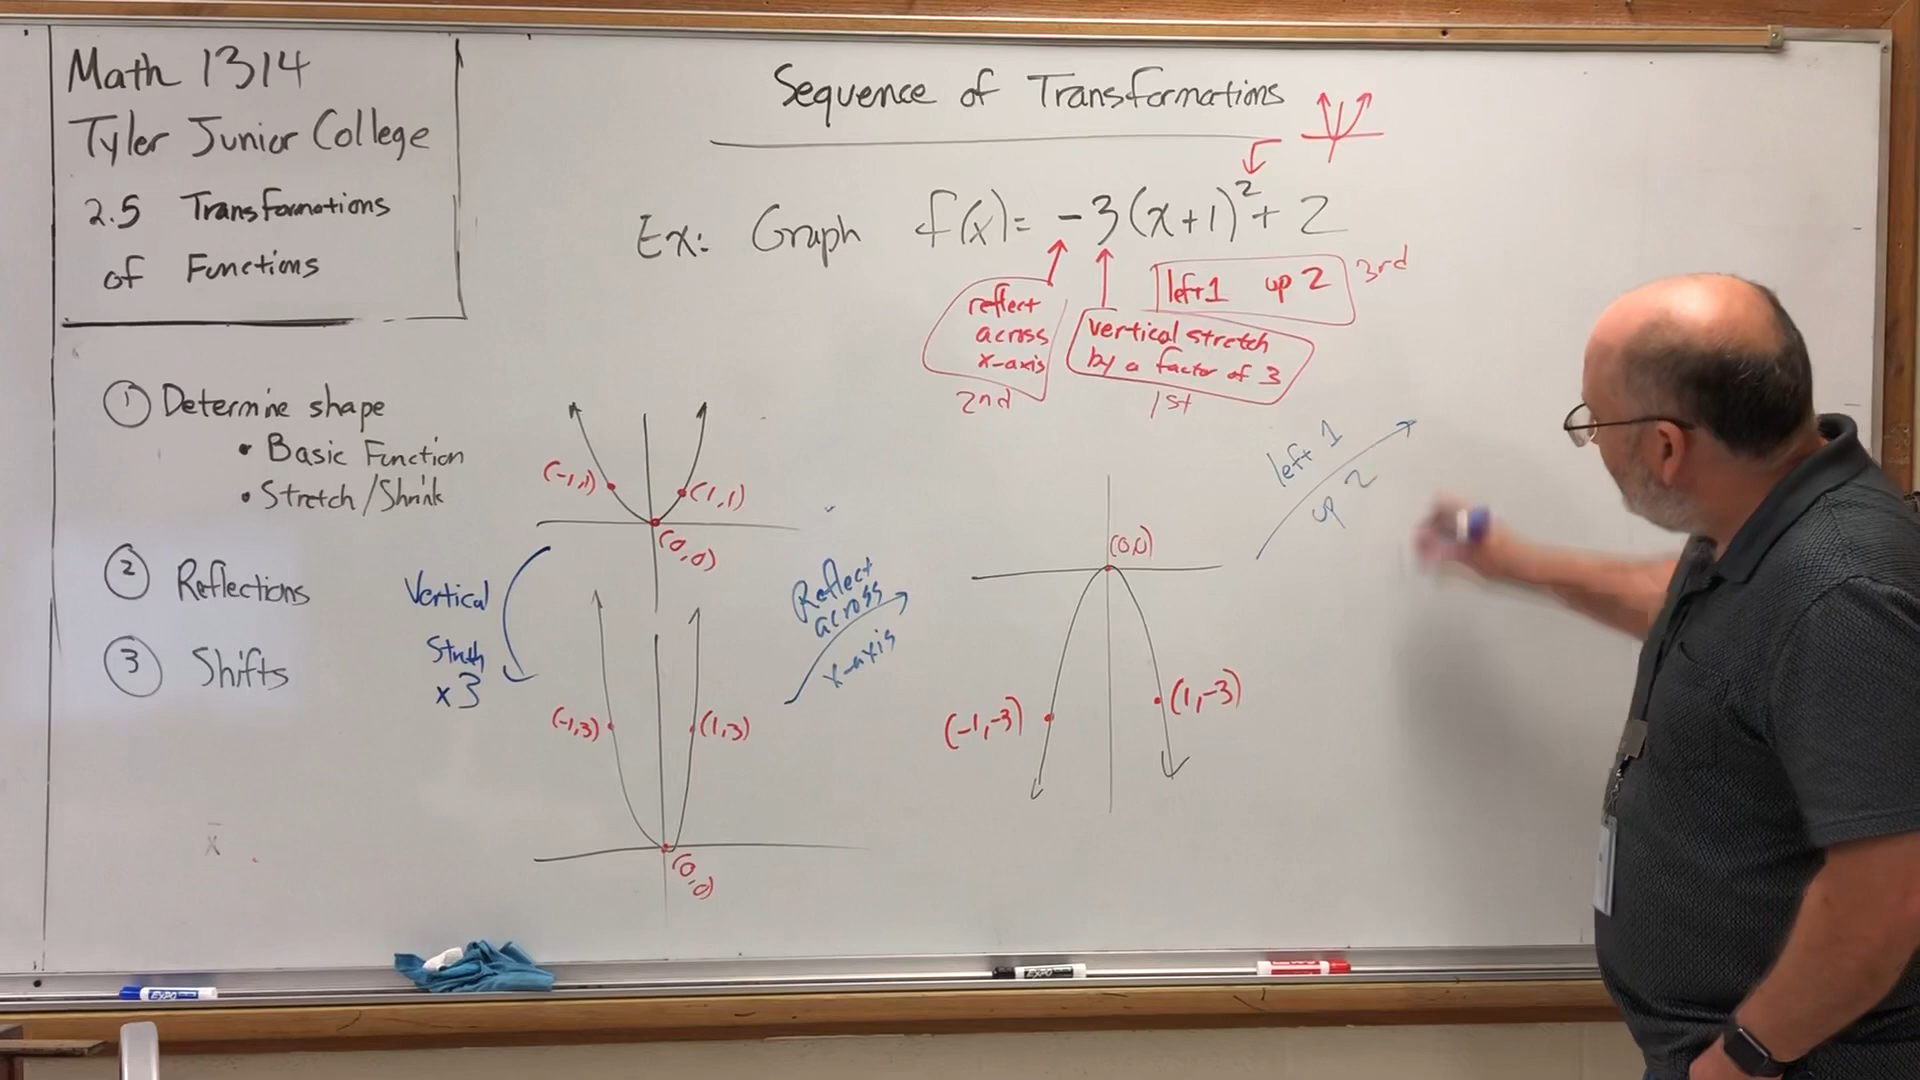 Math 1314
Tyler Junior College
2.5 Transformations
of Functions
Sequence of Transformations
Ex: Graph f(x)= -3(x+1)²+2
reflect
across
x-axis
2nd
vertical stretch
by a factor of 3
1st
left 1 up 2
3rd
① Determine shape
• Basic Function
• Stretch/Shrink
② Reflections
③ Shifts
(-1,1)
(1,1)
(0,0)
Vertical
Streth
x3
(-1,3)
(1,3)
(0,0)
Reflect
across
x-axis
(0,0)
(-1,-3)
(1,-3)
left 1
up 2
x̄
EXPO
EXPO